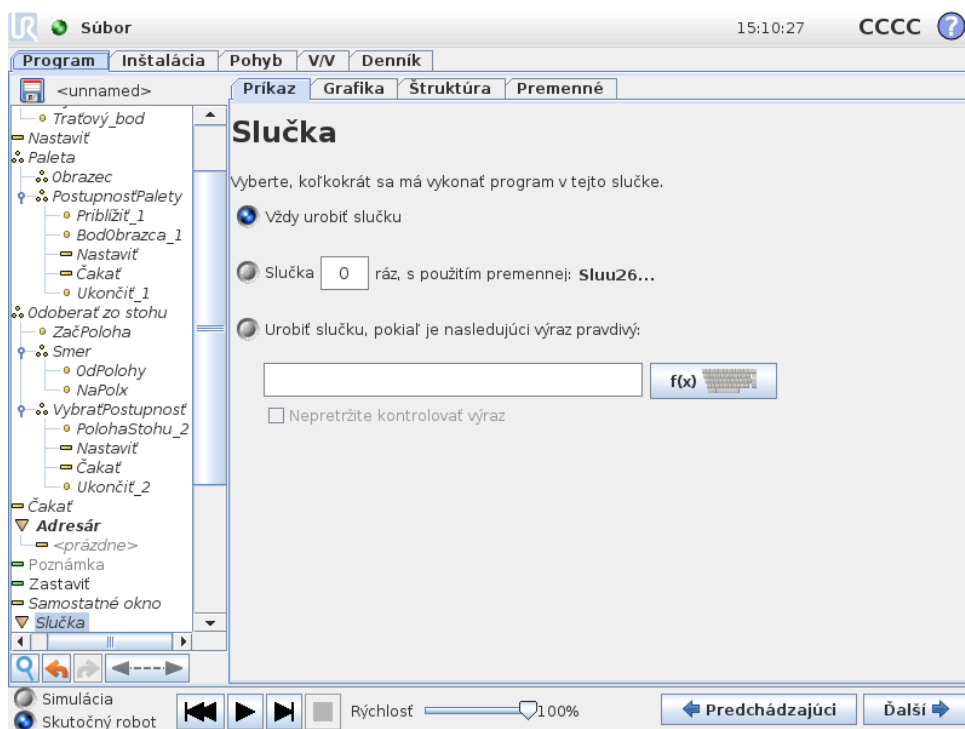 UR Súbor 15:10:27 CCCC ?
Program Inštalácia Pohyb V/V Denník
<unnamed> Príkaz Grafika Štruktúra Premenné
Traťový_bod
Nastaviť
Paleta
Obrazec
PostupnosťPalety
Priblížiť_1
BodObrazca_1
Nastaviť
Čakať
Ukončiť_1
Odoberať zo stohu
ZačPoloha
Smer
OdPolohy
NaPolx
VybraťPostupnosť
PolohaStohu_2
Nastaviť
Čakať
Ukončiť_2
Čakať
Adresár
<prázdne>
Poznámka
Zastaviť
Samostatné okno
Slučka
Slučka
Vyberte, koľkokrát sa má vykonať program v tejto slučke.
Vždy urobiť slučku
Slučka 0 ráz, s použitím premennej: Sluu26...
Urobiť slučku, pokiaľ je nasledujúci výraz pravdivý:
f(x)
Nepretržite kontrolovať výraz
Simulácia
Skutočný robot
Rýchlosť 100%
Predchádzajúci Ďalší